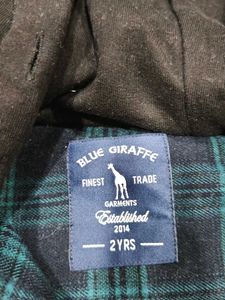 BLUE GIRAFFE
FINEST TRADE
GARMENTS
Established
2014
2YRS